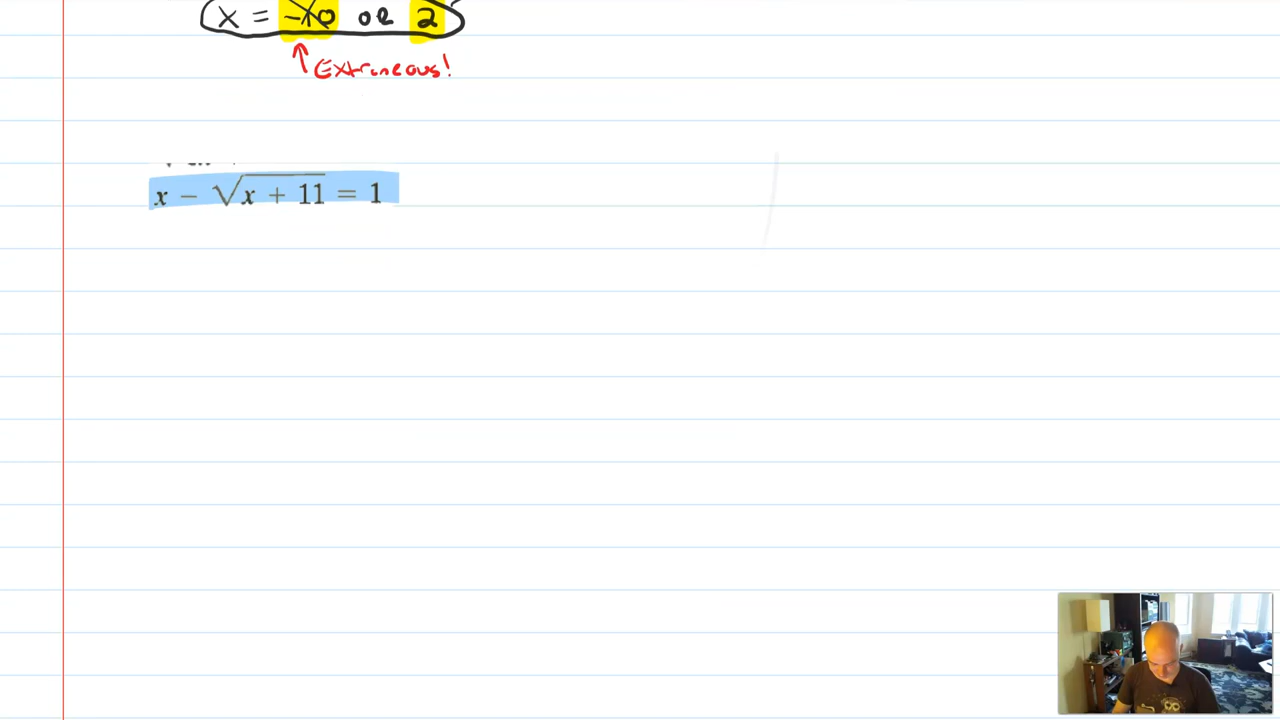 x = -10 or 2
Extraneous!
x − √x + 11 = 1